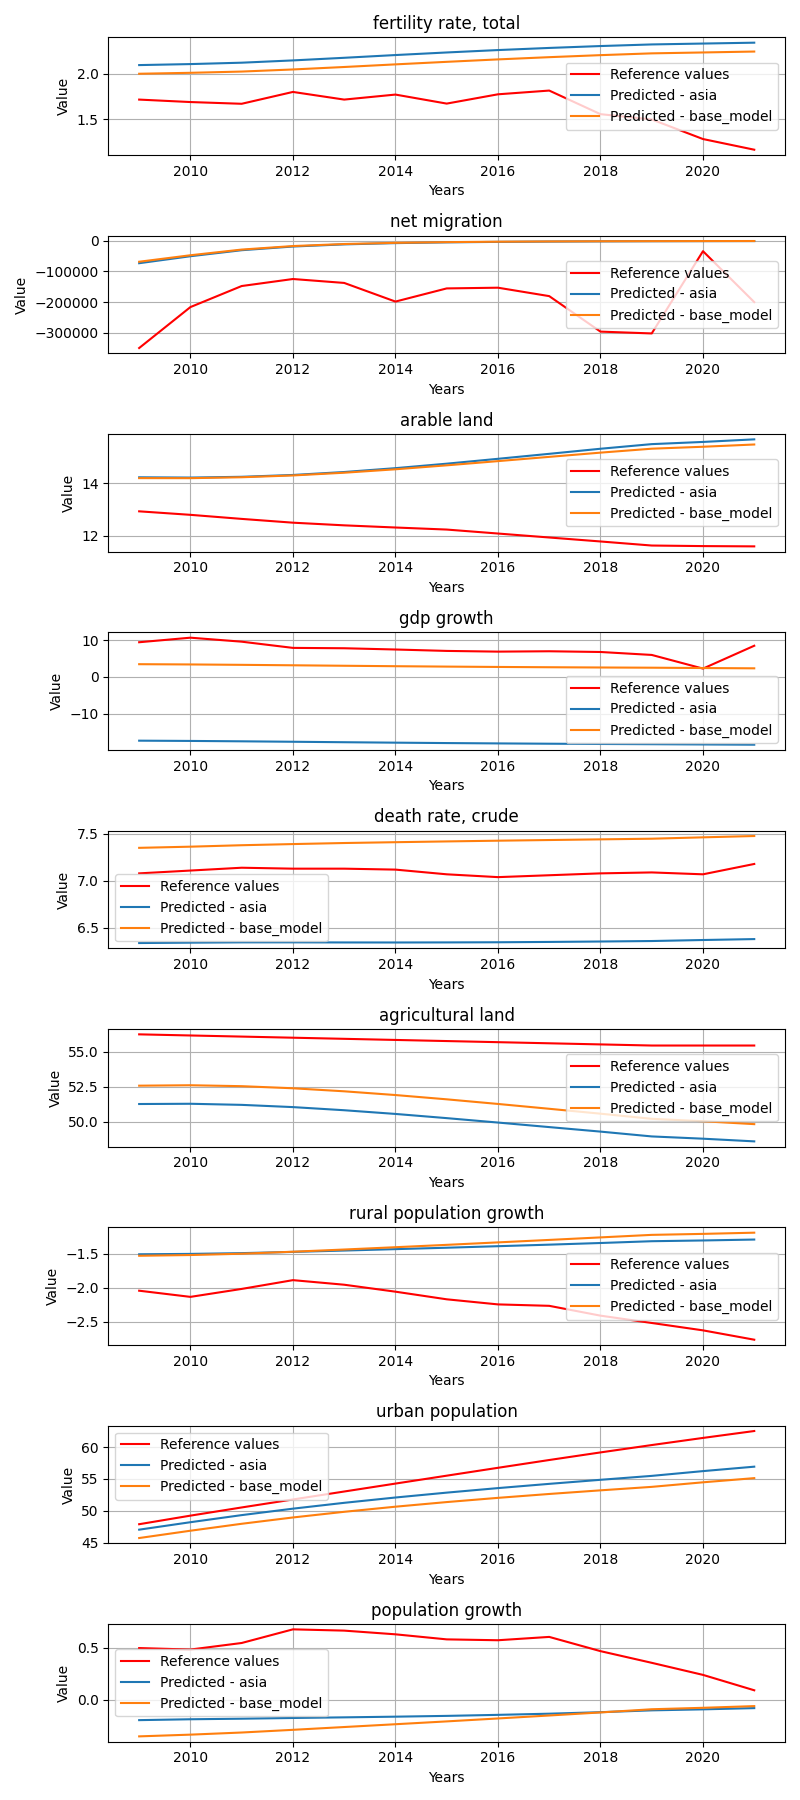 fertility rate, total
2.0
1.5
Value
Reference values
Predicted - asia
Predicted - base_model
2010 2012 2014 2016 2018 2020
Years
net migration
0
−100000
−200000
−300000
Value
Reference values
Predicted - asia
Predicted - base_model
2010 2012 2014 2016 2018 2020
Years
arable land
14
12
Value
Reference values
Predicted - asia
Predicted - base_model
2010 2012 2014 2016 2018 2020
Years
gdp growth
10
0
−10
Value
Reference values
Predicted - asia
Predicted - base_model
2010 2012 2014 2016 2018 2020
Years
death rate, crude
7.5
7.0
6.5
Value
Reference values
Predicted - asia
Predicted - base_model
2010 2012 2014 2016 2018 2020
Years
agricultural land
55.0
52.5
50.0
Value
Reference values
Predicted - asia
Predicted - base_model
2010 2012 2014 2016 2018 2020
Years
rural population growth
−1.5
−2.0
−2.5
Value
Reference values
Predicted - asia
Predicted - base_model
2010 2012 2014 2016 2018 2020
Years
urban population
60
55
50
45
Value
Reference values
Predicted - asia
Predicted - base_model
2010 2012 2014 2016 2018 2020
Years
population growth
0.5
0.0
Value
Reference values
Predicted - asia
Predicted - base_model
2010 2012 2014 2016 2018 2020
Years